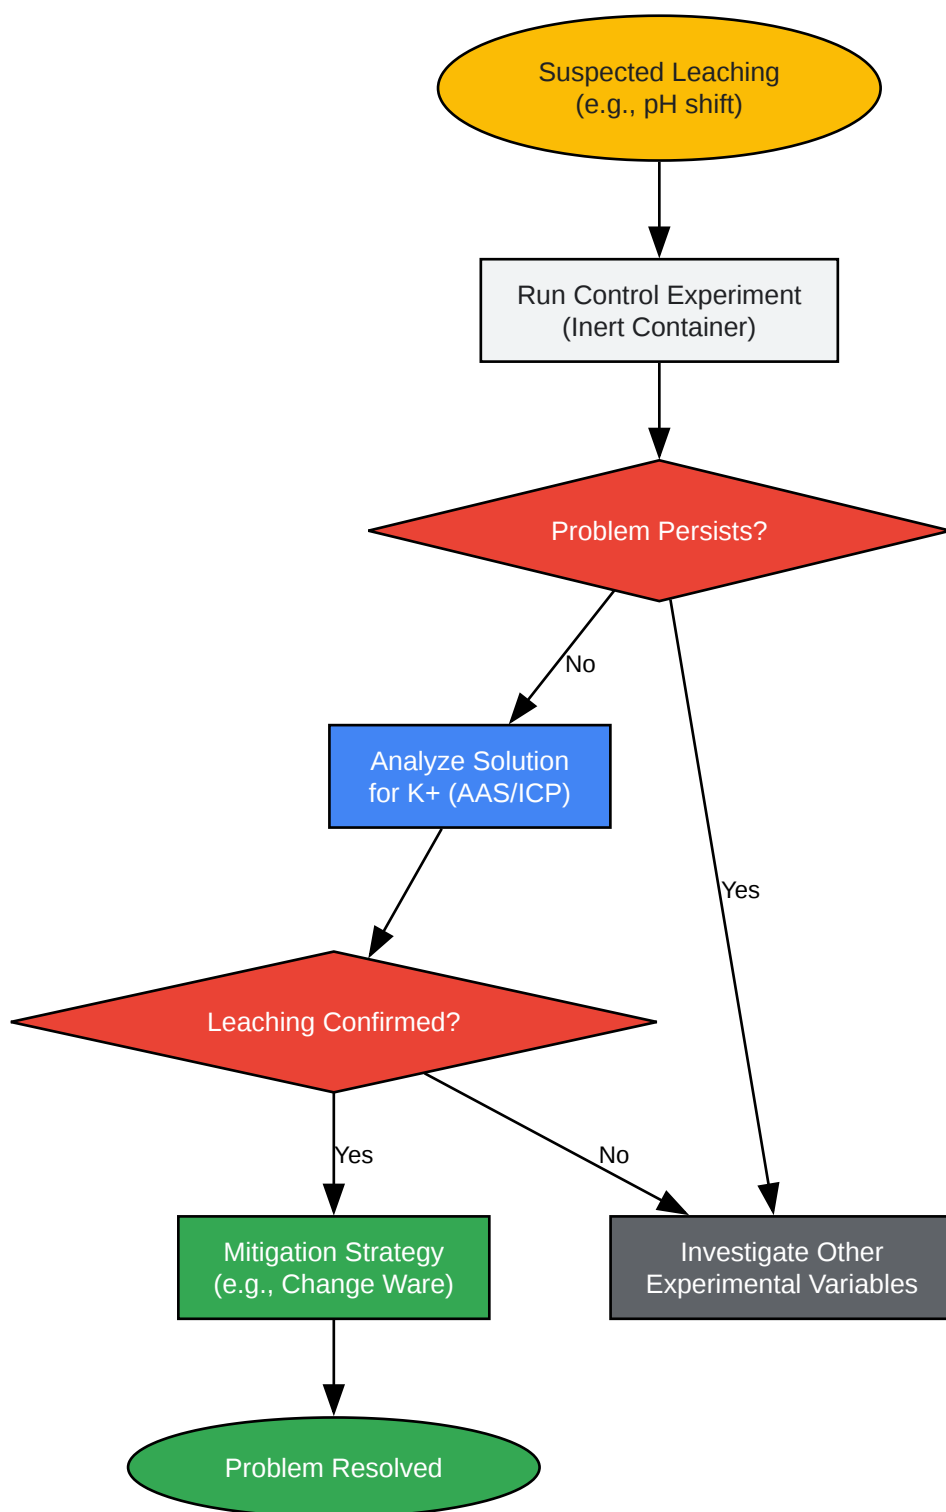 Suspected Leaching
(e.g., pH shift)
Run Control Experiment
(Inert Container)
Problem Persists?
No
Analyze Solution
for K+ (AAS/ICP)
Yes
Leaching Confirmed?
Yes
No
Mitigation Strategy
(e.g., Change Ware)
Investigate Other
Experimental Variables
Problem Resolved